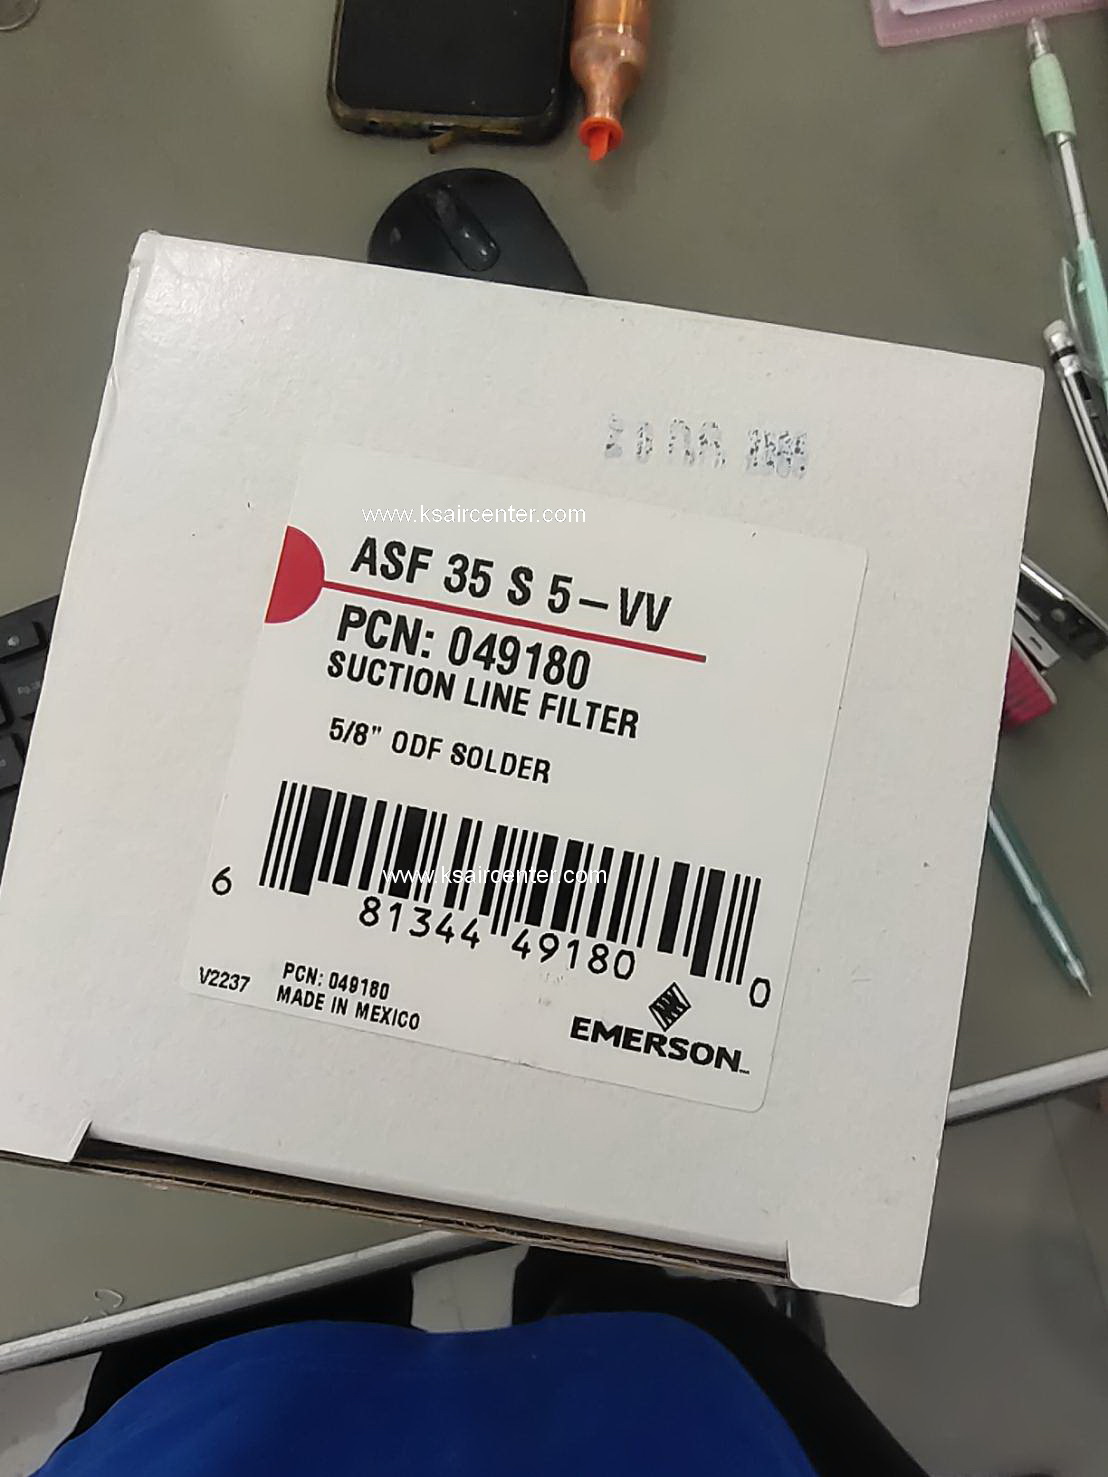 www.ksaircenter.com
ASF 35 S 5-VV
PCN: 049180
SUCTION LINE FILTER
5/8" ODF SOLDER
www.ksaircenter.com
6 81344 49180 0
V2237
PCN: 049180
MADE IN MEXICO
EMERSON